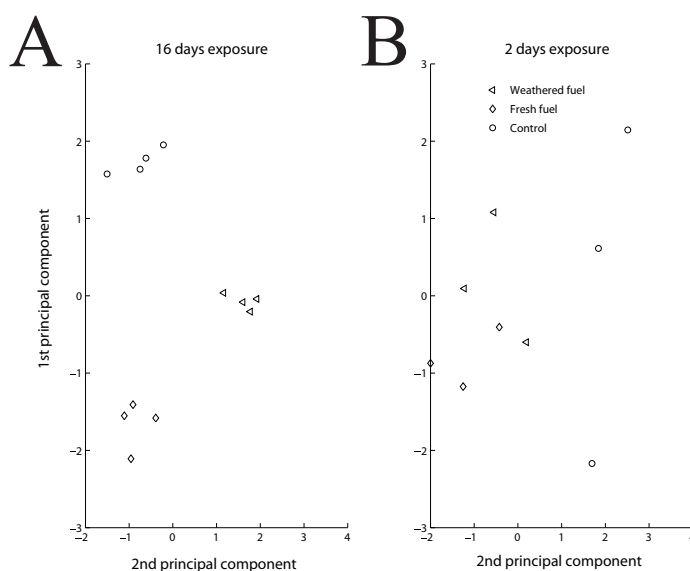 A
16 days exposure
3
2
1
0
−1
−2
−3
−2
−1
0
1
2
3
4
1st principal component
2nd principal component
B
2 days exposure
Weathered fuel
Fresh fuel
Control
3
2
1
0
−1
−2
−3
−2
−1
0
1
2
3
4
2nd principal component